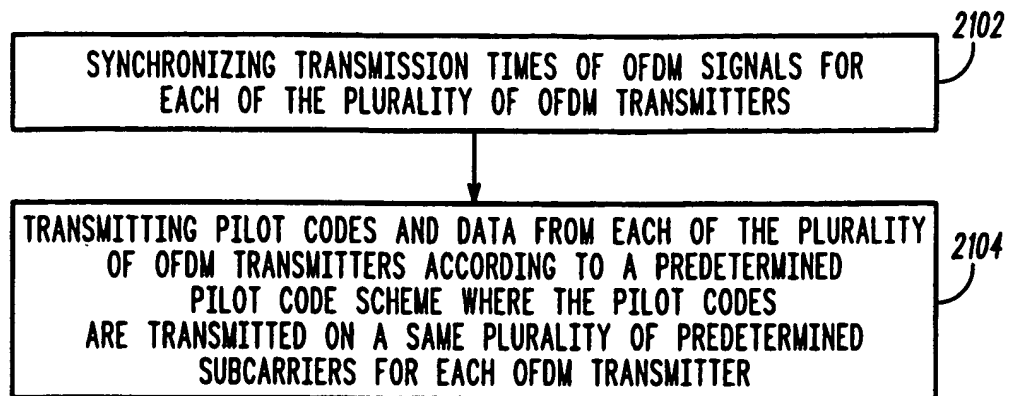 2102
SYNCHRONIZING TRANSMISSION TIMES OF OFDM SIGNALS FOR
EACH OF THE PLURALITY OF OFDM TRANSMITTERS
TRANSMITTING PILOT CODES AND DATA FROM EACH OF THE PLURALITY
OF OFDM TRANSMITTERS ACCORDING TO A PREDETERMINED
2104
PILOT CODE SCHEME WHERE THE PILOT CODES
ARE TRANSMITTED ON A SAME PLURALITY OF PREDETERMINED
SUBCARRIERS FOR EACH OFDM TRANSMITTER